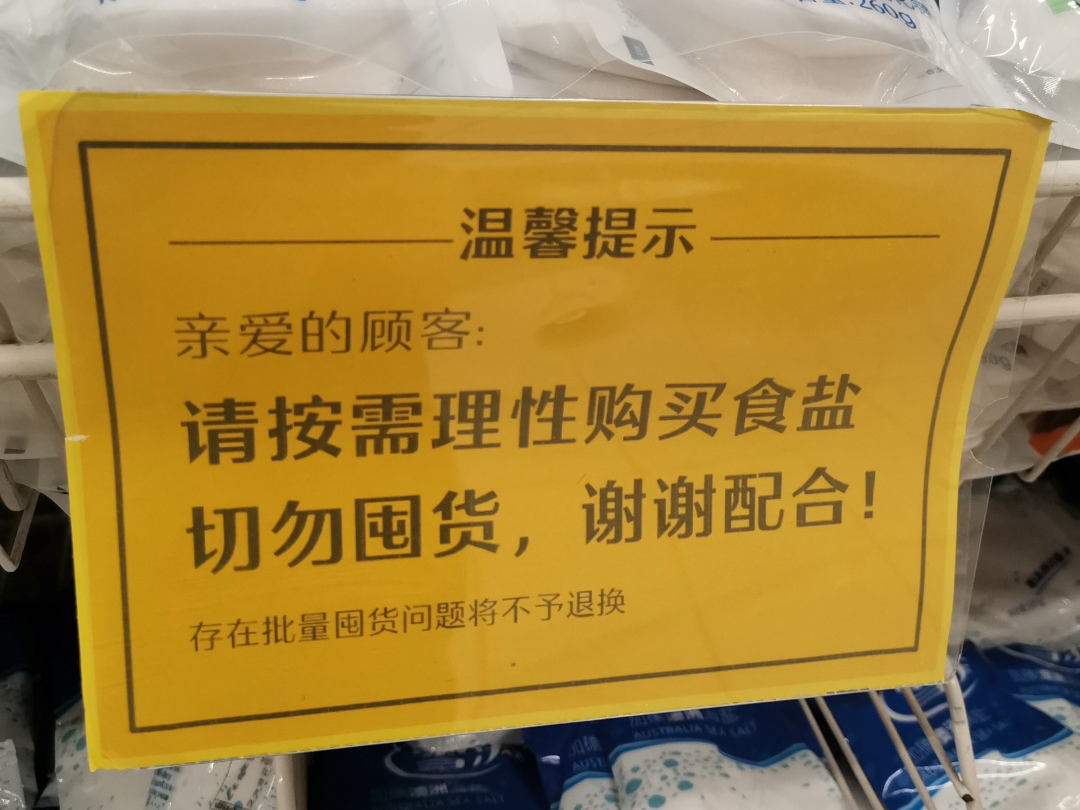 260g
温馨提示
亲爱的顾客:
请按需理性购买食盐
切勿囤货，谢谢配合!
存在批量囤货问题将不予退换
AUSTRALIA SEA SALT